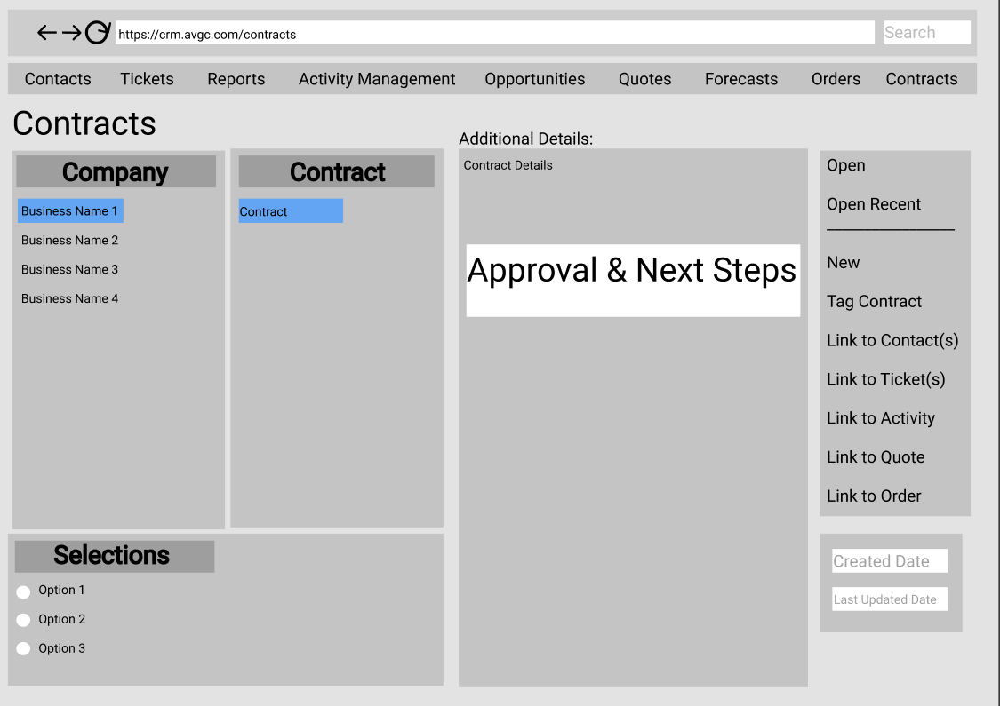 https://crm.avgc.com/contracts
Search
Contacts Tickets Reports Activity Management Opportunities Quotes Forecasts Orders Contracts
Contracts
Additional Details:
Company
Business Name 1
Business Name 2
Business Name 3
Business Name 4
Contract
Contract
Contract Details
Approval & Next Steps
Open
Open Recent
New
Tag Contract
Link to Contact(s)
Link to Ticket(s)
Link to Activity
Link to Quote
Link to Order
Selections
Option 1
Option 2
Option 3
Created Date
Last Updated Date